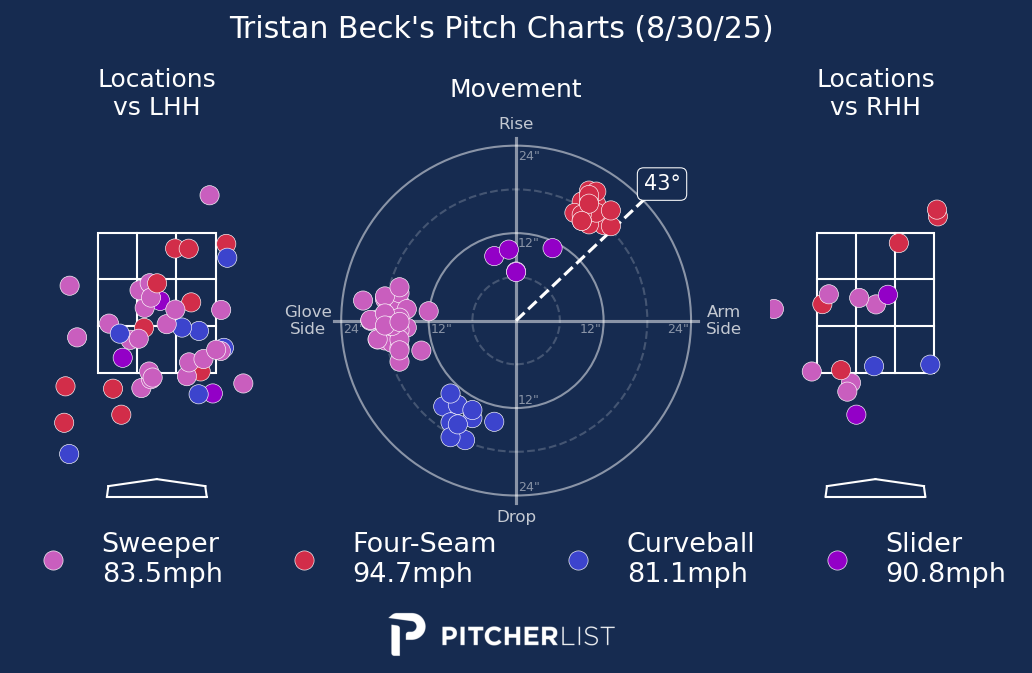 Tristan Beck's Pitch Charts (8/30/25)
Locations
vs LHH
Movement
Locations
vs RHH
Rise
24"
43°
12"
Glove
Side
24"
12"
12"
24"
Arm
Side
12"
24"
Drop
Sweeper
83.5mph
Four-Seam
94.7mph
Curveball
81.1mph
Slider
90.8mph
PITCHERLIST